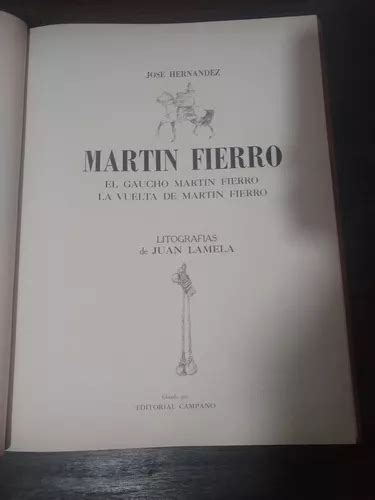 JOSE HERNANDEZ
MARTIN FIERRO
EL GAUCHO MARTIN FIERRO
LA VUELTA DE MARTIN FIERRO
LITOGRAFIAS
de JUAN LAMELA
por
EDITORIAL CAMPANO